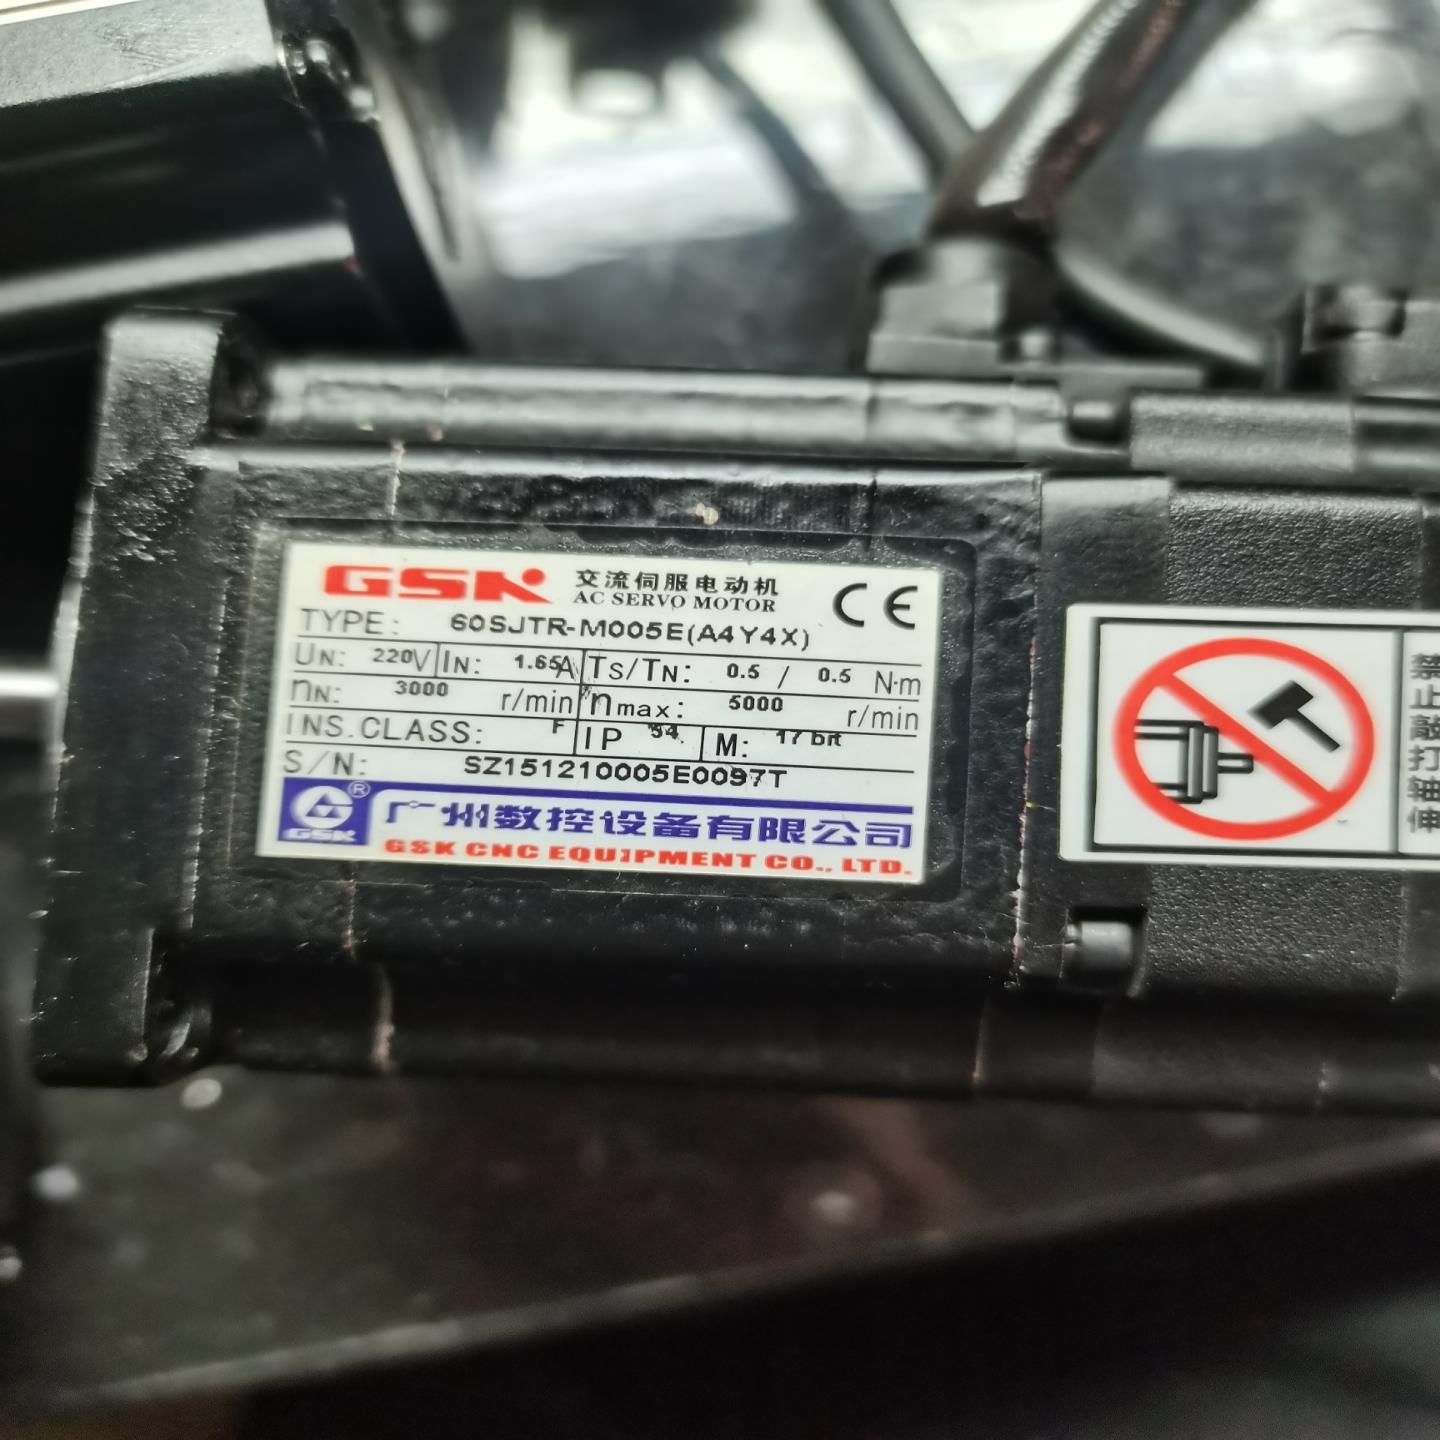 GSK 交流伺服电动机 CE
AC SERVO MOTOR
TYPE: 60SJTR-M005E(A4Y4X)
UN: 220V IN: 1.65A TS/TN: 0.5 / 0.5 N·m
nN: 3000 r/min nmax: 5000 r/min
INS.CLASS: F IP 54 M: 17 bit
S/N: SZ151210005E0097T
GSK ® 广州数控设备有限公司
GSK CNC EQUIPMENT CO., LTD.
禁止敲打轴伸